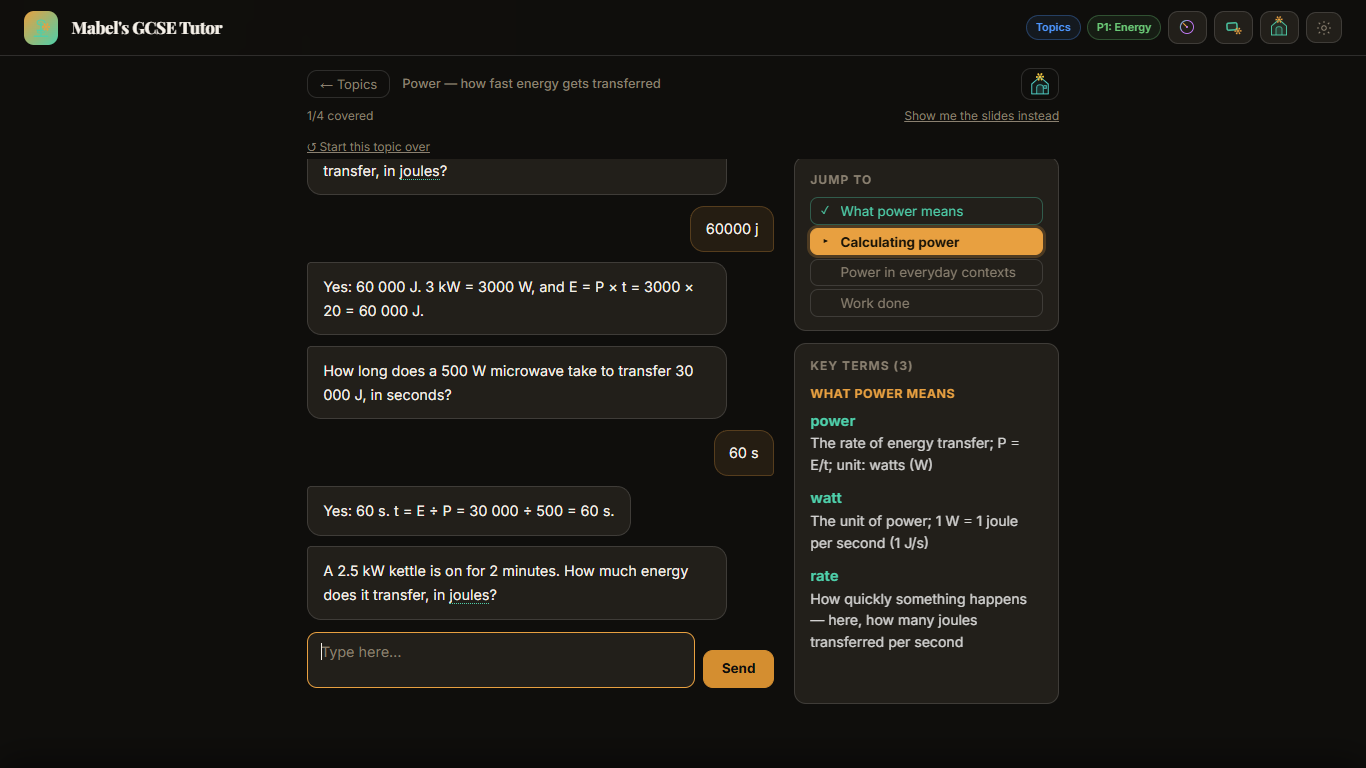 Mabel's GCSE Tutor
Topics
P1: Energy
← Topics
Power — how fast energy gets transferred
1/4 covered
Show me the slides instead
↺ Start this topic over
transfer, in joules?
60000 j
Yes: 60 000 J. 3 kW = 3000 W, and E = P × t = 3000 ×
20 = 60 000 J.
How long does a 500 W microwave take to transfer 30
000 J, in seconds?
60 s
Yes: 60 s. t = E ÷ P = 30 000 ÷ 500 = 60 s.
A 2.5 kW kettle is on for 2 minutes. How much energy
does it transfer, in joules?
Type here...
Send
JUMP TO
✓ What power means
▸ Calculating power
Power in everyday contexts
Work done
KEY TERMS (3)
WHAT POWER MEANS
power
The rate of energy transfer; P =
E/t; unit: watts (W)
watt
The unit of power; 1 W = 1 joule
per second (1 J/s)
rate
How quickly something happens
— here, how many joules
transferred per second